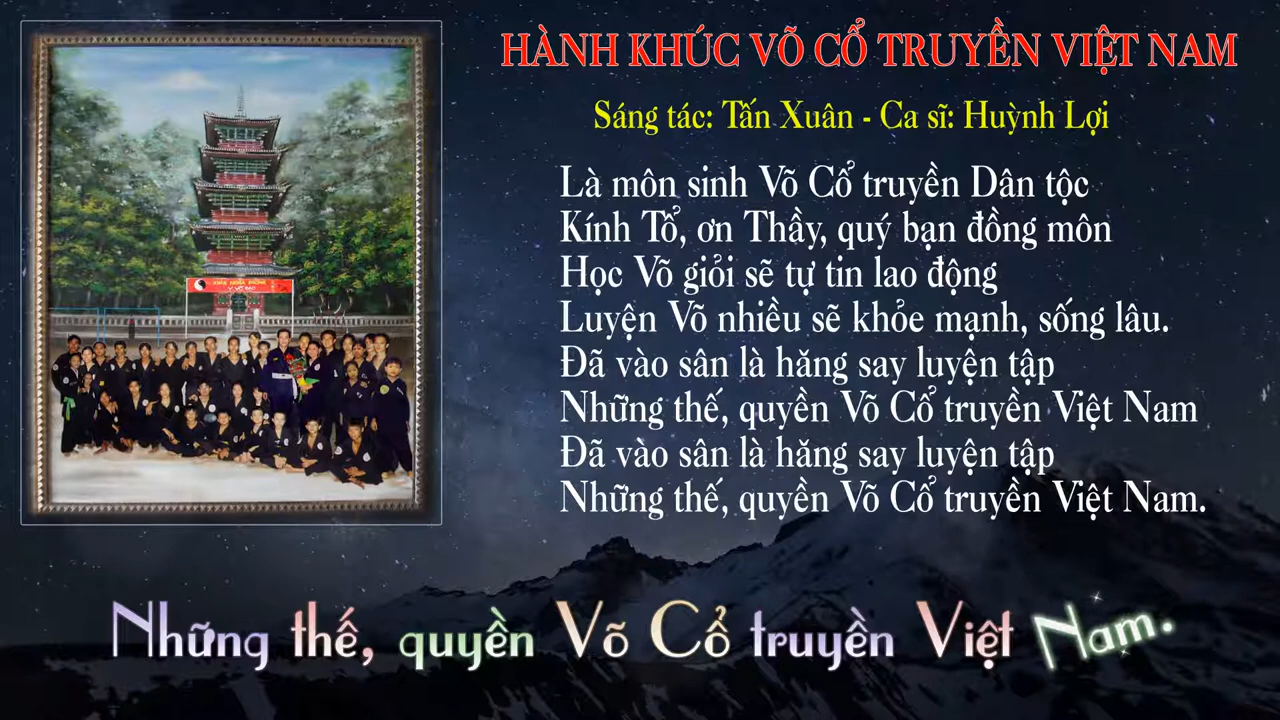 HÀNH KHÚC VÕ CỔ TRUYỀN VIỆT NAM
Sáng tác: Tấn Xuân - Ca sĩ: Huỳnh Lợi
Là môn sinh Võ Cổ truyền Dân tộc
Kính Tổ, ơn Thầy, quý bạn đồng môn
Học Võ giỏi sẽ tự tin lao động
Luyện Võ nhiều sẽ khỏe mạnh, sống lâu.
Đã vào sân là hăng say luyện tập
Những thế, quyền Võ Cổ truyền Việt Nam
Đã vào sân là hăng say luyện tập
Những thế, quyền Võ Cổ truyền Việt Nam.
Những thế, quyền Võ Cổ truyền Việt Nam.